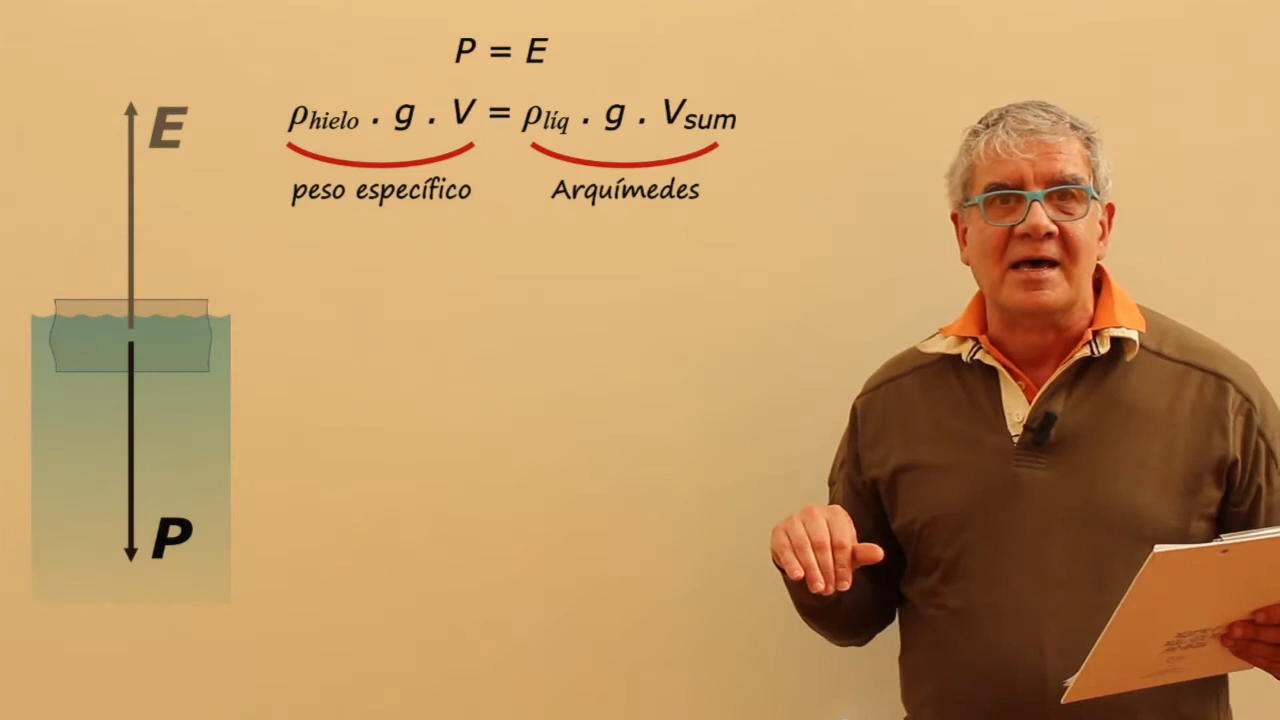 P = E
ρhielo . g . V = ρlíq . g . Vsum
peso específico Arquímedes
E
P